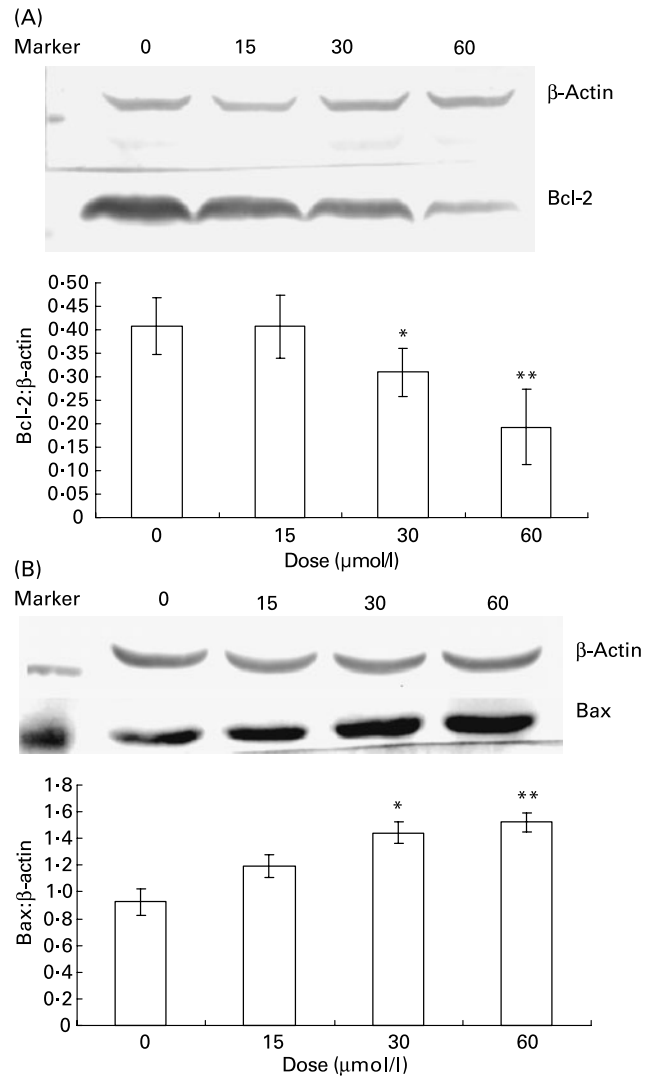 (A)
Marker 0 15 30 60
β-Actin
Bcl-2
0·50
0·45
0·40
0·35
0·30
0·25
0·20
0·15
0·10
0·05
0
Bcl-2:β-actin
*
**
0 15 30 60
Dose (μmol/l)
(B)
Marker 0 15 30 60
β-Actin
Bax
1·8
1·6
1·4
1·2
1·0
0·8
0·6
0·4
0·2
0
Bax:β-actin
*
**
0 15 30 60
Dose (μmol/l)